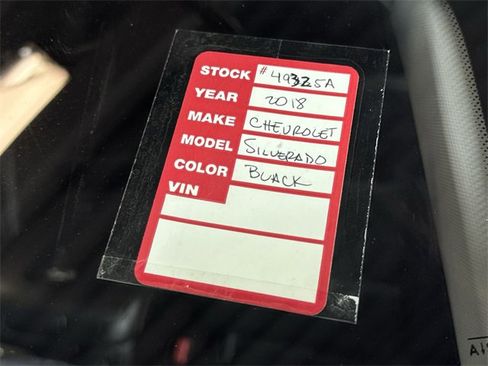 STOCK #49325A
YEAR 2018
MAKE CHEVROLET
MODEL SILVERADO
COLOR BLACK
VIN